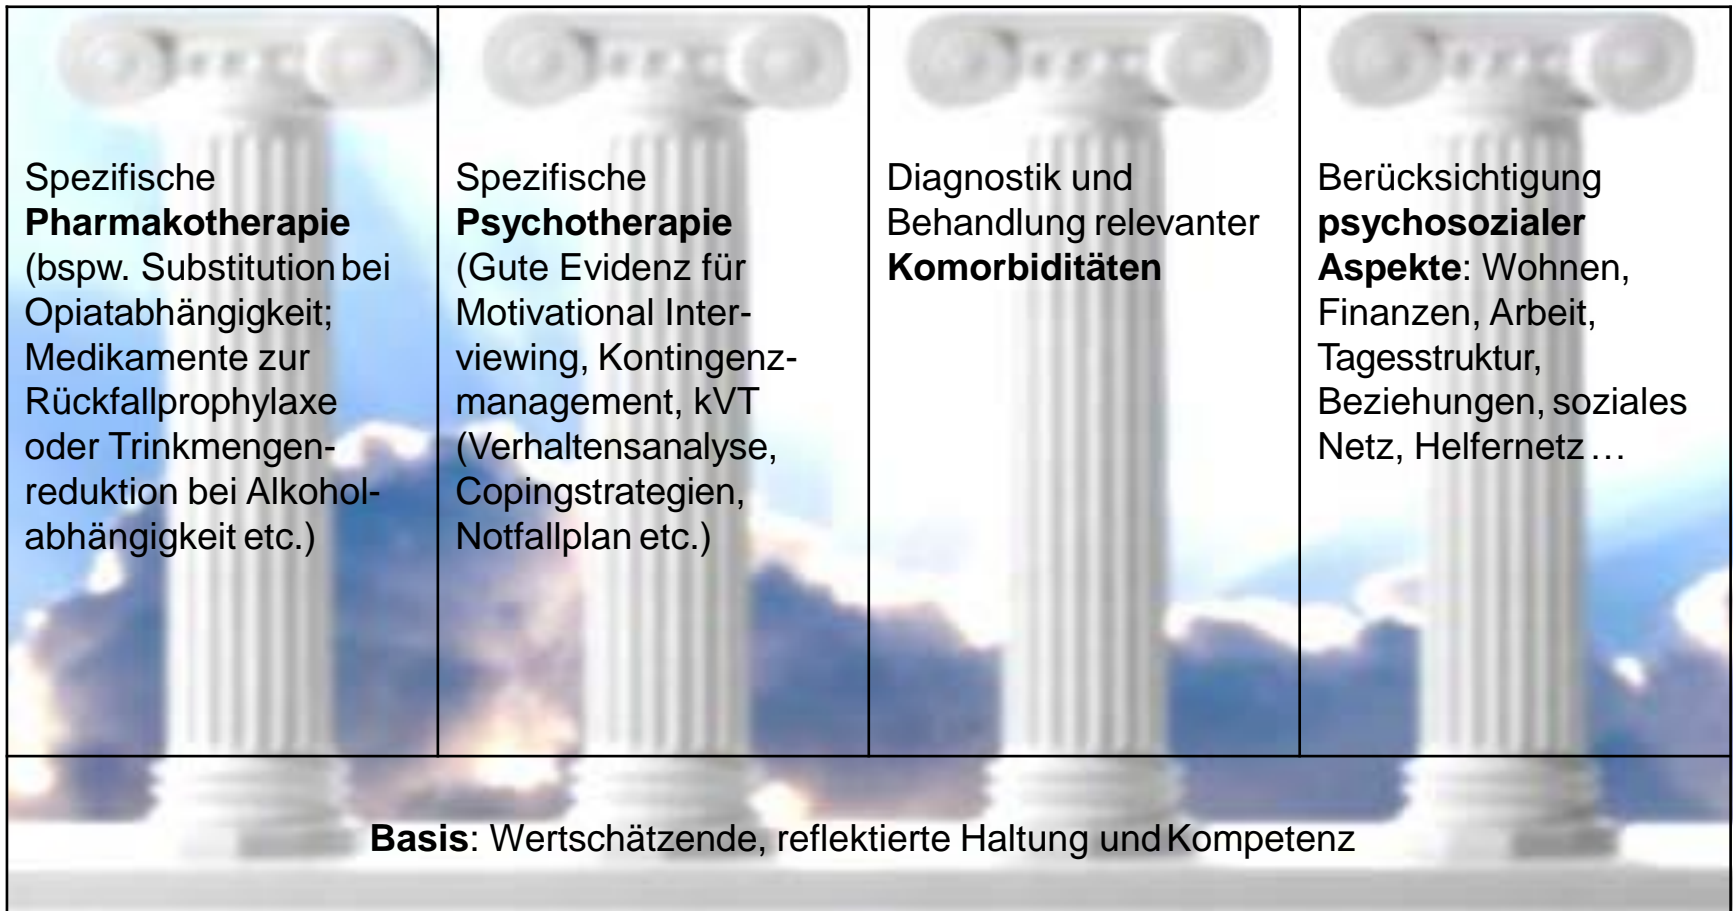 Spezifische
Pharmakotherapie
(bspw. Substitution bei
Opiatabhängigkeit;
Medikamente zur
Rückfallprophylaxe
oder Trinkmengen-
reduktion bei Alkohol-
abhängigkeit etc.)
Spezifische
Psychotherapie
(Gute Evidenz für
Motivational Inter-
viewing, Kontingenz-
management, kVT
(Verhaltensanalyse,
Copingstrategien,
Notfallplan etc.)
Diagnostik und
Behandlung relevanter
Komorbiditäten
Berücksichtigung
psychosozialer
Aspekte: Wohnen,
Finanzen, Arbeit,
Tagesstruktur,
Beziehungen, soziales
Netz, Helfernetz …
Basis: Wertschätzende, reflektierte Haltung und Kompetenz